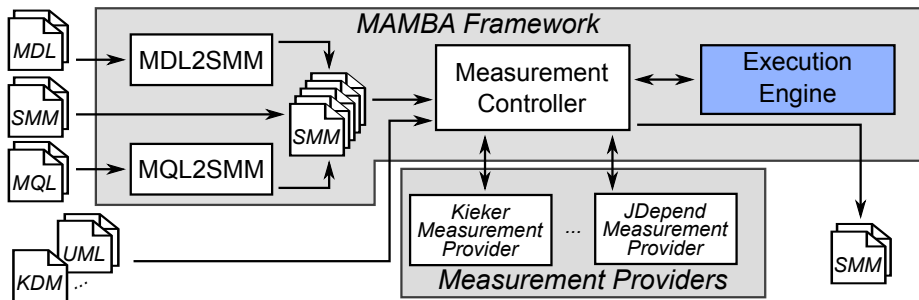 MAMBA Framework
MDL
MDL2SMM
SMM
MQL
MQL2SMM
SMM
Measurement
Controller
Execution
Engine
UML
KDM ...
Kieker
Measurement
Provider
...
JDepend
Measurement
Provider
Measurement Providers
SMM